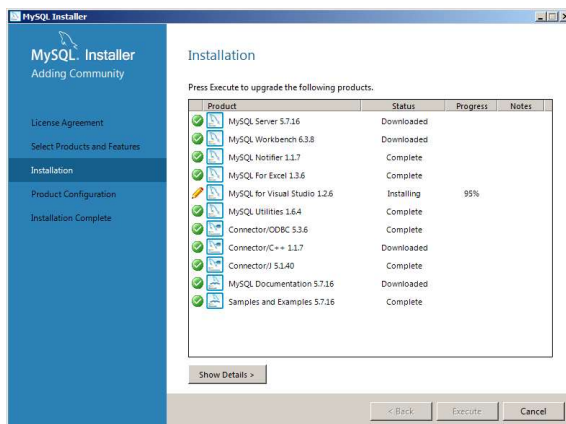 MySQL Installer
MySQL. Installer
Adding Community
License Agreement
Select Products and Features
Installation
Product Configuration
Installation Complete
Installation
Press Execute to upgrade the following products.
Product Status Progress Notes
MySQL Server 5.7.16 Downloaded
MySQL Workbench 6.3.8 Downloaded
MySQL Notifier 1.1.7 Complete
MySQL For Excel 1.3.6 Complete
MySQL for Visual Studio 1.2.6 Installing 95%
MySQL Utilities 1.6.4 Complete
Connector/ODBC 5.3.6 Complete
Connector/C++ 1.1.7 Downloaded
Connector/J 5.1.40 Complete
MySQL Documentation 5.7.16 Downloaded
Samples and Examples 5.7.16 Complete
Show Details >
< Back Execute Cancel